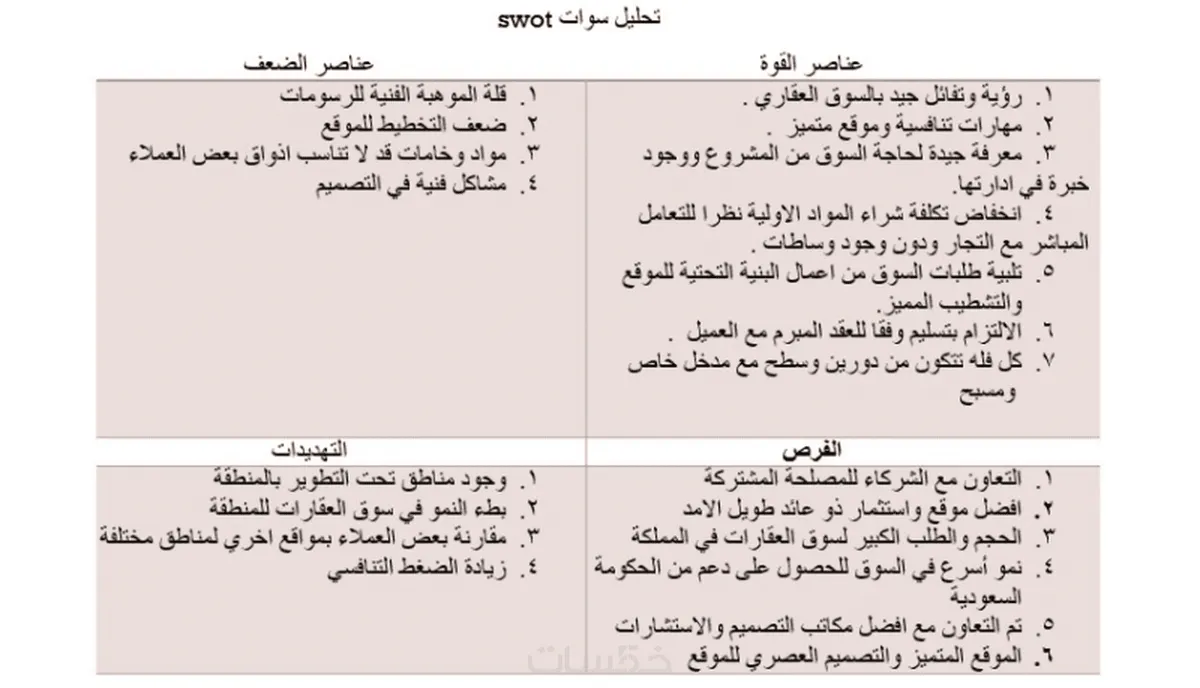 تحليل سوات swot
عناصر القوة
١. رؤية وتفائل جيد بالسوق العقاري .
٢. مهارات تنافسية وموقع متميز .
٣. معرفة جيدة لحاجة السوق من المشروع ووجود
خبرة في ادارتها.
٤. انخفاض تكلفة شراء المواد الاولية نظرا للتعامل
المباشر مع التجار ودون وجود وساطات .
٥. تلبية طلبات السوق من اعمال البنية التحتية للموقع
والتشطيب المميز.
٦. الالتزام بتسليم وفقا للعقد المبرم مع العميل .
٧. كل فله تتكون من دورين وسطح مع مدخل خاص
ومسبح
عناصر الضعف
١. قلة الموهبة الفنية للرسومات
٢. ضعف التخطيط للموقع
٣. مواد وخامات قد لا تناسب اذواق بعض العملاء
٤. مشاكل فنية في التصميم
الفرص
١. التعاون مع الشركاء للمصلحة المشتركة
٢. افضل موقع واستثمار ذو عائد طويل الامد
٣. الحجم والطلب الكبير لسوق العقارات في المملكة
٤. نمو أسرع في السوق للحصول على دعم من الحكومة
السعودية
٥. تم التعاون مع افضل مكاتب التصميم والاستشارات
٦. الموقع المتميز والتصميم العصري للموقع
التهديدات
١. وجود مناطق تحت التطوير بالمنطقة
٢. بطء النمو في سوق العقارات للمنطقة
٣. مقارنة بعض العملاء بمواقع اخري لمناطق مختلفة
٤. زيادة الضغط التنافسي
خمسات